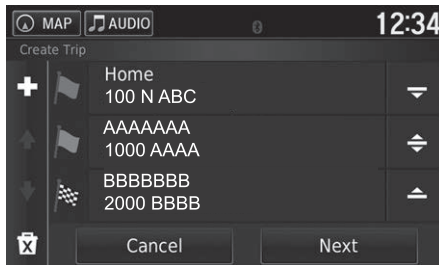 MAP AUDIO 12:34
Create Trip
Home
100 N ABC
AAAAAAA
1000 AAAA
BBBBBBB
2000 BBBB
Cancel Next